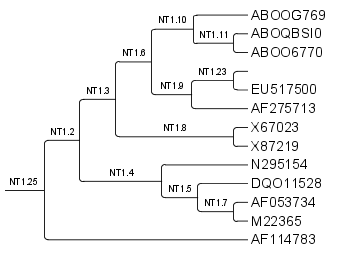 NT1.10
ABOOG769
NT1.11
ABOQBSI0
ABOO6770
NT1.6
NT1.23
NT1.9
EU517500
AF275713
NT1.3
NT1.8
X67023
X87219
NT1.2
N295154
NT1.4
DQO11528
NT1.5
AF053734
NT1.7
M22365
NT1.25
AF114783